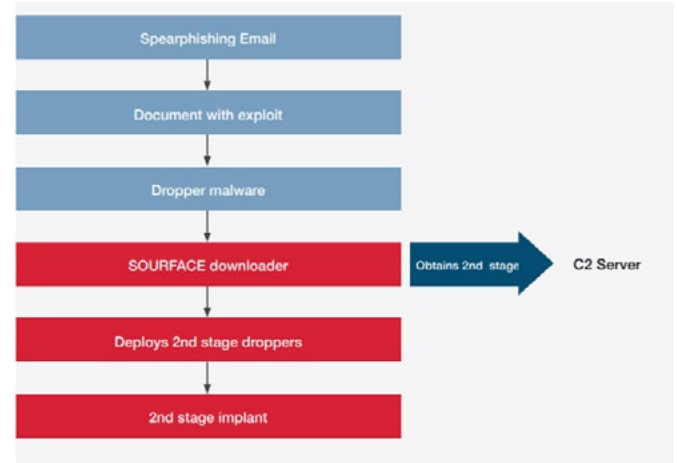 Spearphishing Email
Document with exploit
Dropper malware
SOURFACE downloader
Obtains 2nd stage
C2 Server
Deploys 2nd stage droppers
2nd stage implant